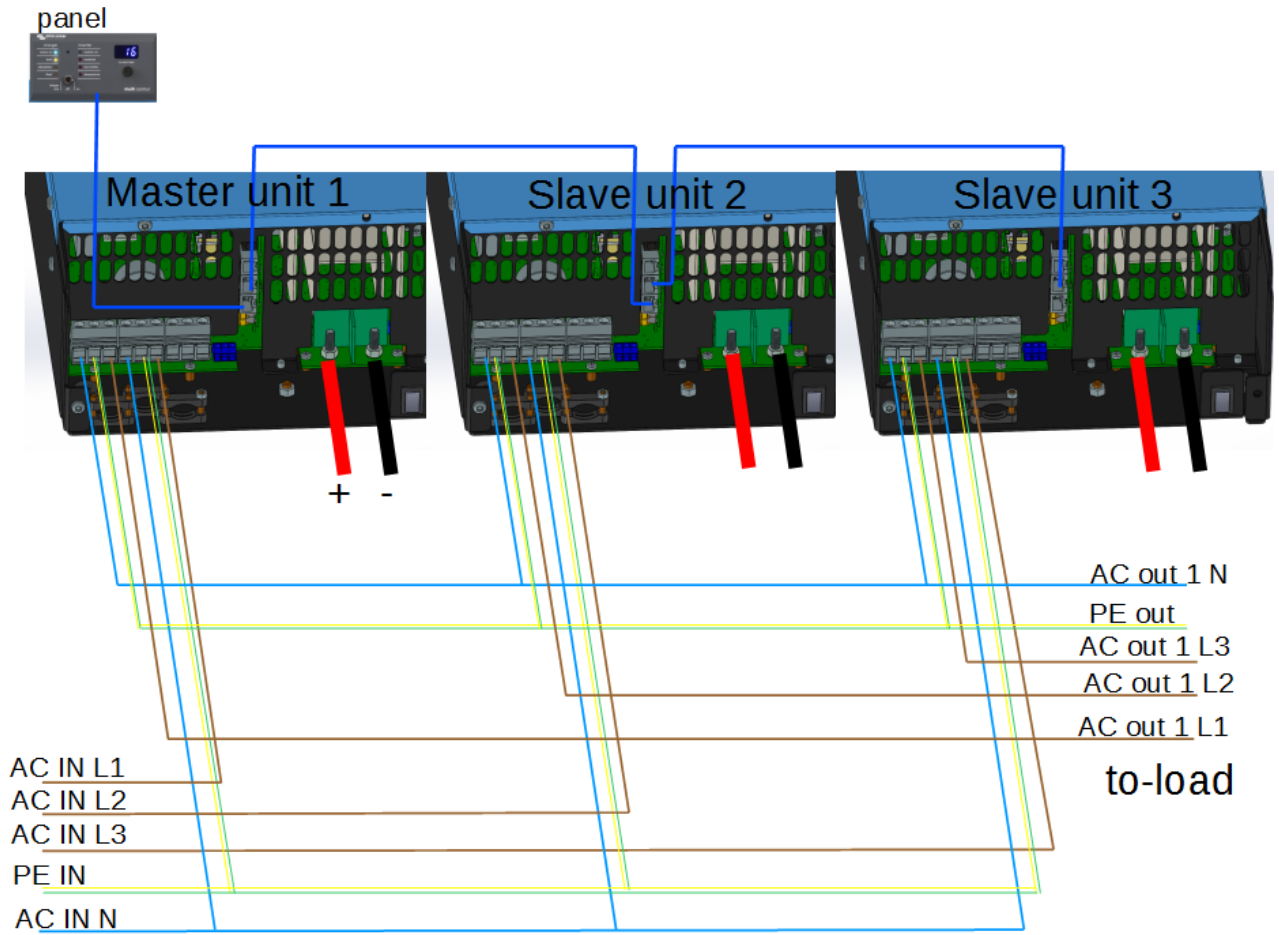 panel
16
Master unit 1
Slave unit 2
Slave unit 3
+ -
AC out 1 N
PE out
AC out 1 L3
AC out 1 L2
AC out 1 L1
to-load
AC IN L1
AC IN L2
AC IN L3
PE IN
AC IN N